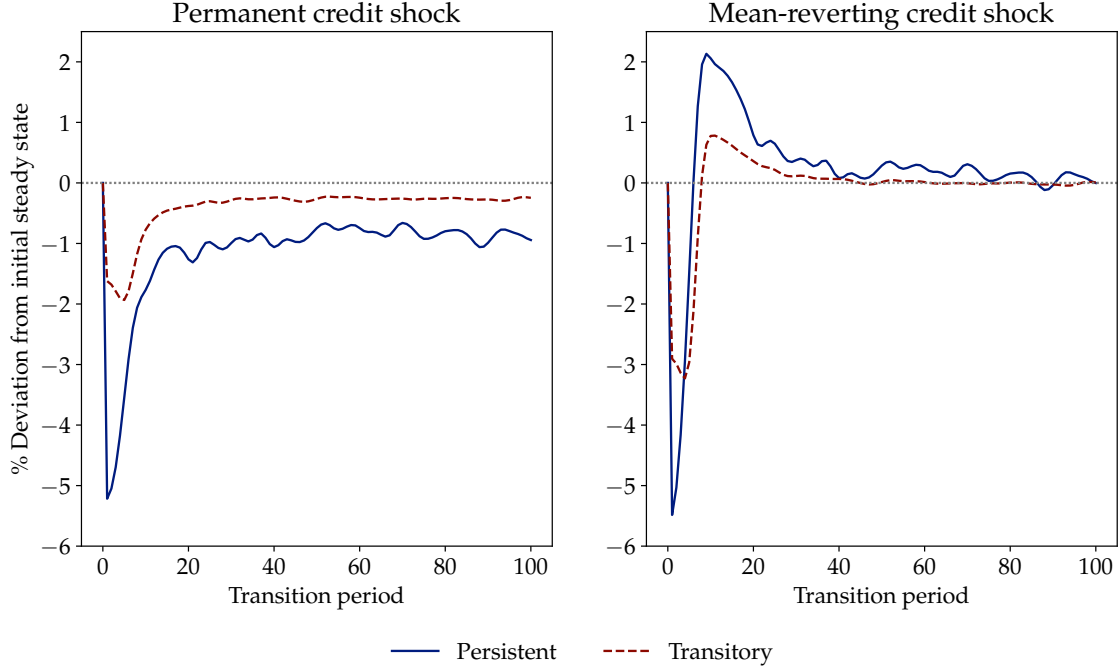 Permanent credit shock
Mean-reverting credit shock
% Deviation from initial steady state
2
1
0
−1
−2
−3
−4
−5
−6
0 20 40 60 80 100
Transition period
2
1
0
−1
−2
−3
−4
−5
−6
0 20 40 60 80 100
Transition period
Persistent
Transitory